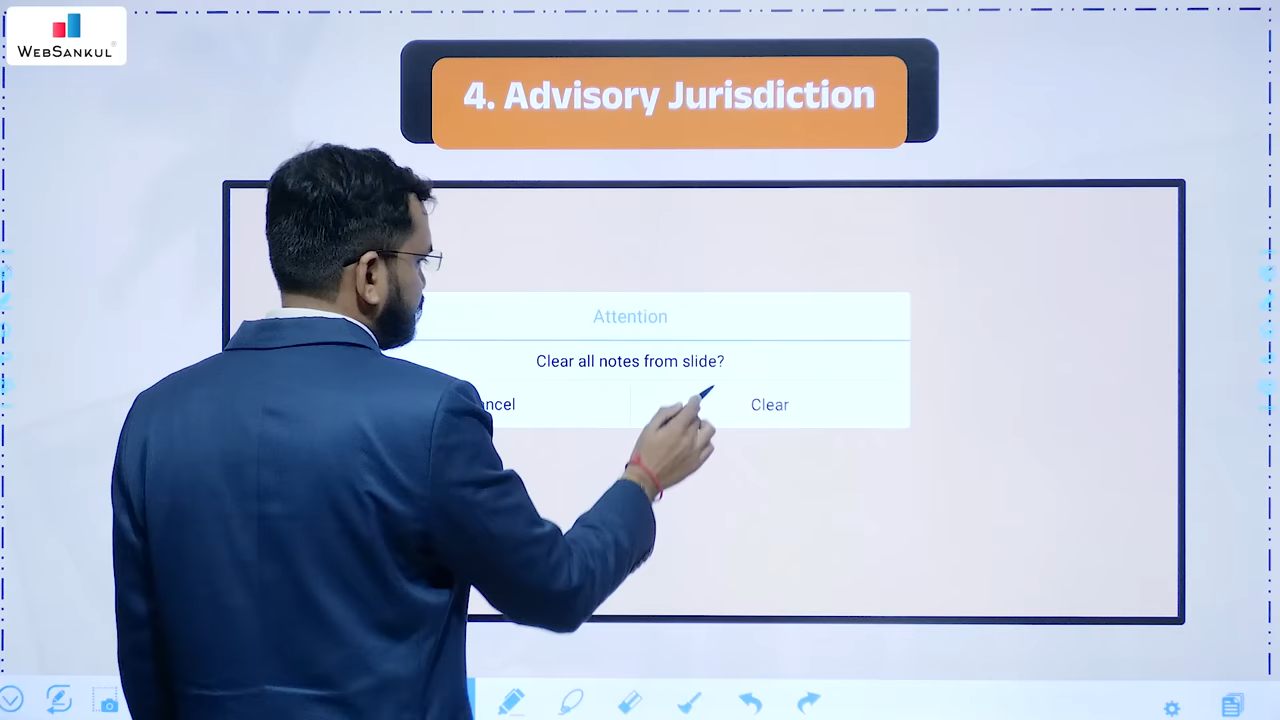 WEBSANKUL
4. Advisory Jurisdiction
Attention
Clear all notes from slide?
ncel
Clear